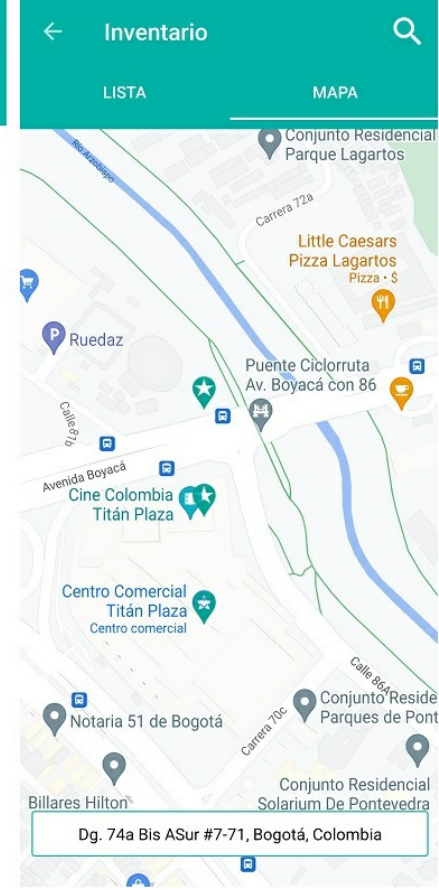 Inventario
LISTA
MAPA
Conjunto Residencial
Parque Lagartos
Río Arzobispo
Carrera 72a
Little Caesars
Pizza Lagartos
Pizza • $
P
Ruedaz
Puente Ciclorruta
Av. Boyacá con 86
Calle 81b
Avenida Boyacá
Cine Colombia
Titán Plaza
Centro Comercial
Titán Plaza
Centro comercial
Calle 86A
Conjunto Reside
Parques de Pont
Carrera 70c
Notaria 51 de Bogotá
Conjunto Residencial
Solarium De Pontevedra
Billares Hilton
Dg. 74a Bis ASur #7-71, Bogotá, Colombia